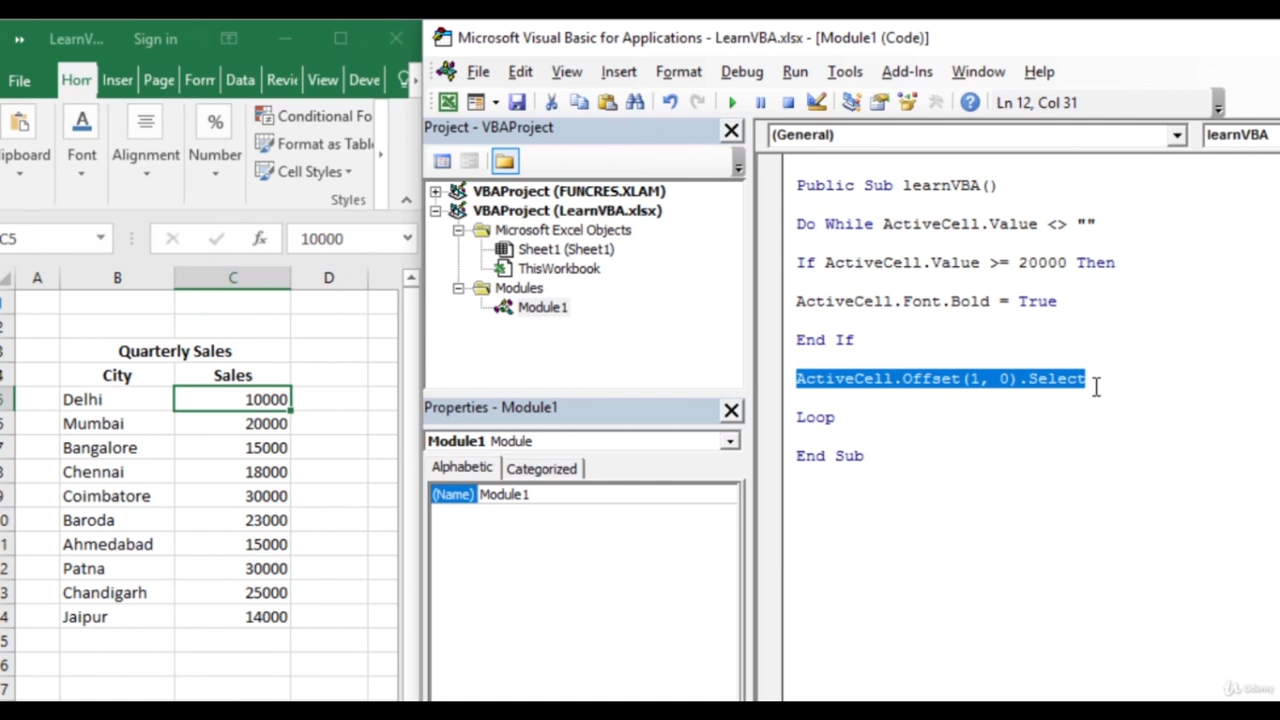 LearnV...
Sign in
File
Hom
Inser
Page
Form
Data
Revie
View
Deve
ipboard
Font
Alignment
%
Number
Conditional Fo
Format as Tabl
Cell Styles
Styles
C5
fx
10000
A B C D
Quarterly Sales
City Sales
Delhi 10000
Mumbai 20000
Bangalore 15000
Chennai 18000
Coimbatore 30000
Baroda 23000
Ahmedabad 15000
Patna 30000
Chandigarh 25000
Jaipur 14000
Microsoft Visual Basic for Applications - LearnVBA.xlsx - [Module1 (Code)]
File Edit View Insert Format Debug Run Tools Add-Ins Window Help
Ln 12, Col 31
Project - VBAProject
VBAProject (FUNCRES.XLAM)
VBAProject (LearnVBA.xlsx)
Microsoft Excel Objects
Sheet1 (Sheet1)
ThisWorkbook
Modules
Module1
Properties - Module1
Module1 Module
Alphabetic Categorized
(Name) Module1
(General)
learnVBA
Public Sub learnVBA()
Do While ActiveCell.Value <> ""
If ActiveCell.Value >= 20000 Then
ActiveCell.Font.Bold = True
End If
ActiveCell.Offset(1, 0).Select
Loop
End Sub
Udemy